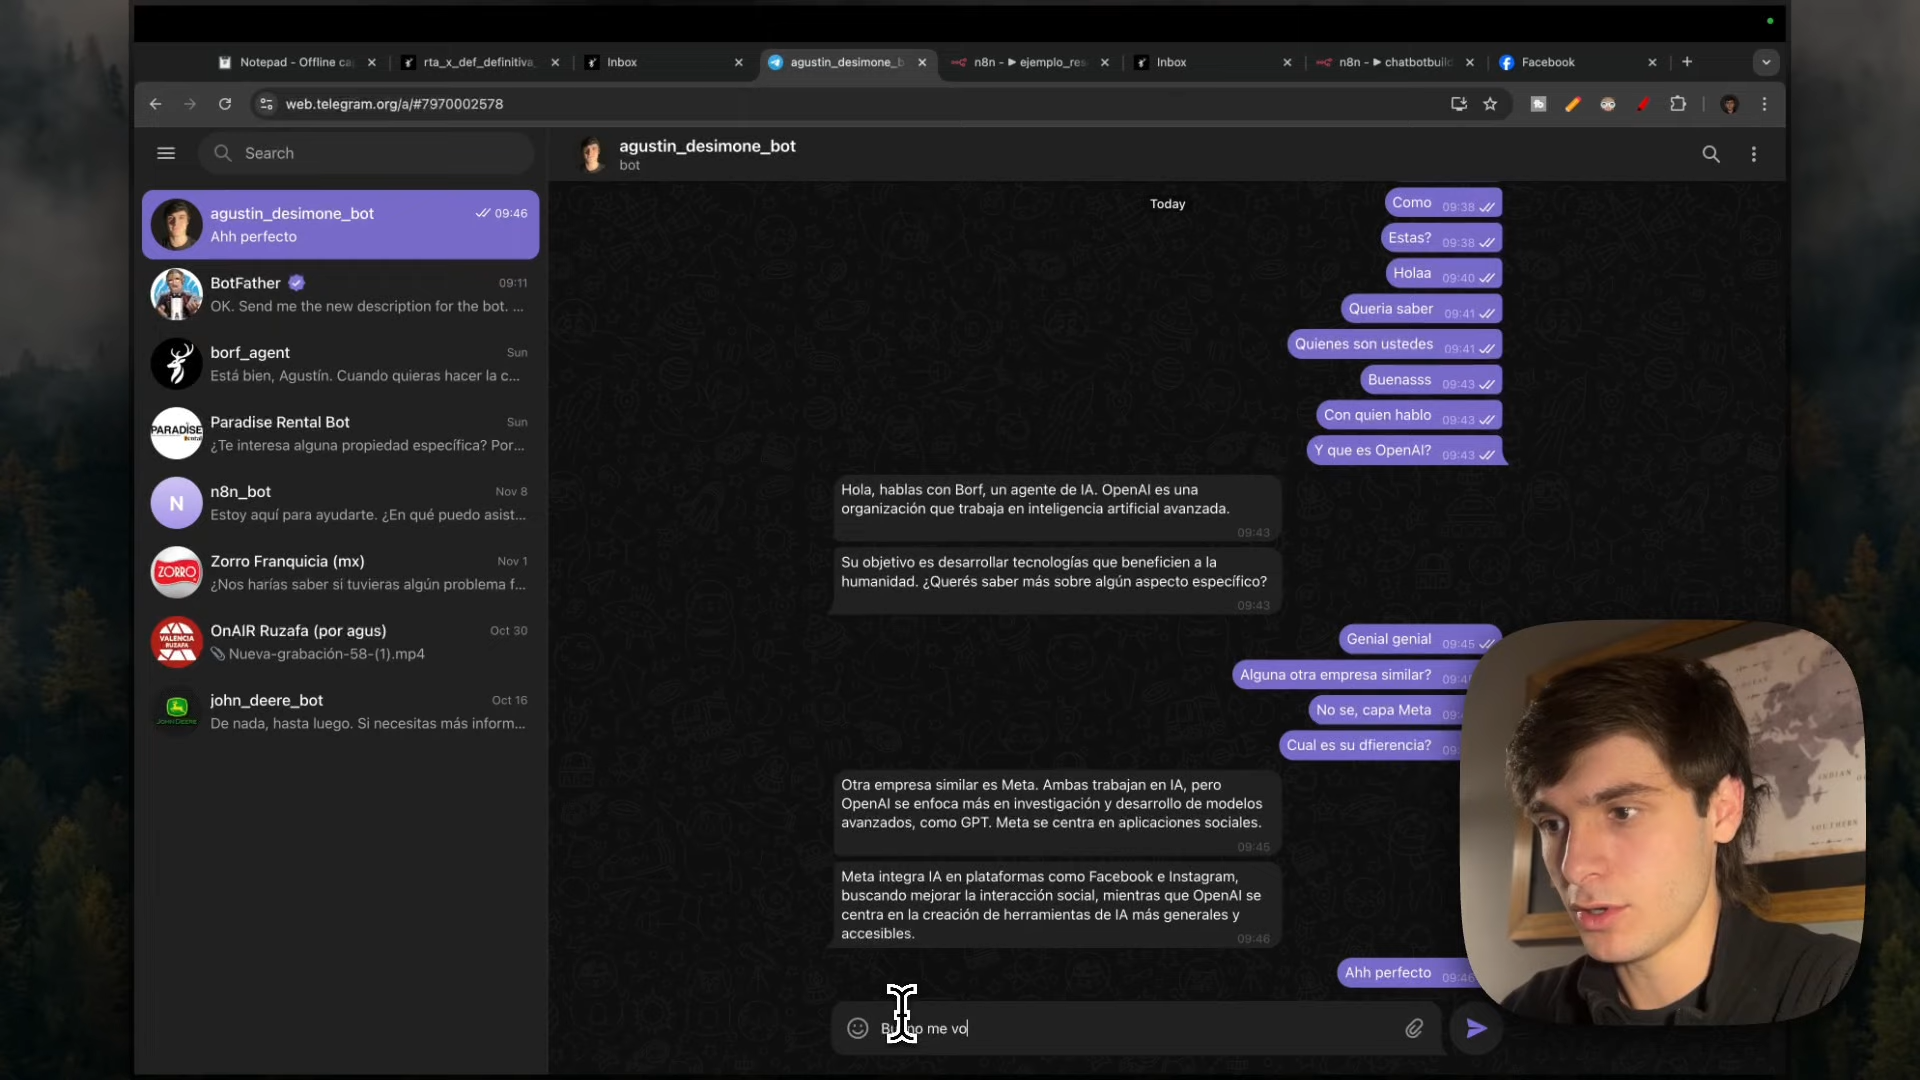 Notepad - Offline ca
rta_x_def_definitiva_
Inbox
agustin_desimone_b
n8n - ▶ ejemplo_res
Inbox
n8n - ▶ chatbotbuild
Facebook
web.telegram.org/a/#7970002578
Search
agustin_desimone_bot
09:46
Ahh perfecto
BotFather
09:11
OK. Send me the new description for the bot. ...
borf_agent
Sun
Está bien, Agustín. Cuando quieras hacer la c...
PARADISE
Rental
Paradise Rental Bot
Sun
¿Te interesa alguna propiedad específica? Por...
N
n8n_bot
Nov 8
Estoy aquí para ayudarte. ¿En qué puedo asist...
ZORRO
Zorro Franquicia (mx)
Nov 1
¿Nos harías saber si tuvieras algún problema f...
VALENCIA
RUZAFA
OnAIR Ruzafa (por agus)
Oct 30
Nueva-grabación-58-(1).mp4
JOHN DEERE
john_deere_bot
Oct 16
De nada, hasta luego. Si necesitas más inform...
agustin_desimone_bot
bot
Today
Como 09:38
Estas? 09:38
Holaa 09:40
Queria saber 09:41
Quienes son ustedes 09:41
Buenasss 09:43
Con quien hablo 09:43
Y que es OpenAI? 09:43
Hola, hablas con Borf, un agente de IA. OpenAI es una
organización que trabaja en inteligencia artificial avanzada.
09:43
Su objetivo es desarrollar tecnologías que beneficien a la
humanidad. ¿Querés saber más sobre algún aspecto específico?
09:43
Genial genial 09:45
Alguna otra empresa similar?
No se, capa Meta
Cual es su dfierencia?
Otra empresa similar es Meta. Ambas trabajan en IA, pero
OpenAI se enfoca más en investigación y desarrollo de modelos
avanzados, como GPT. Meta se centra en aplicaciones sociales.
09:45
Meta integra IA en plataformas como Facebook e Instagram,
buscando mejorar la interacción social, mientras que OpenAI se
centra en la creación de herramientas de IA más generales y
accesibles.
09:46
Ahh perfecto 09:46
me vo
INDIAN
SOUTHERN